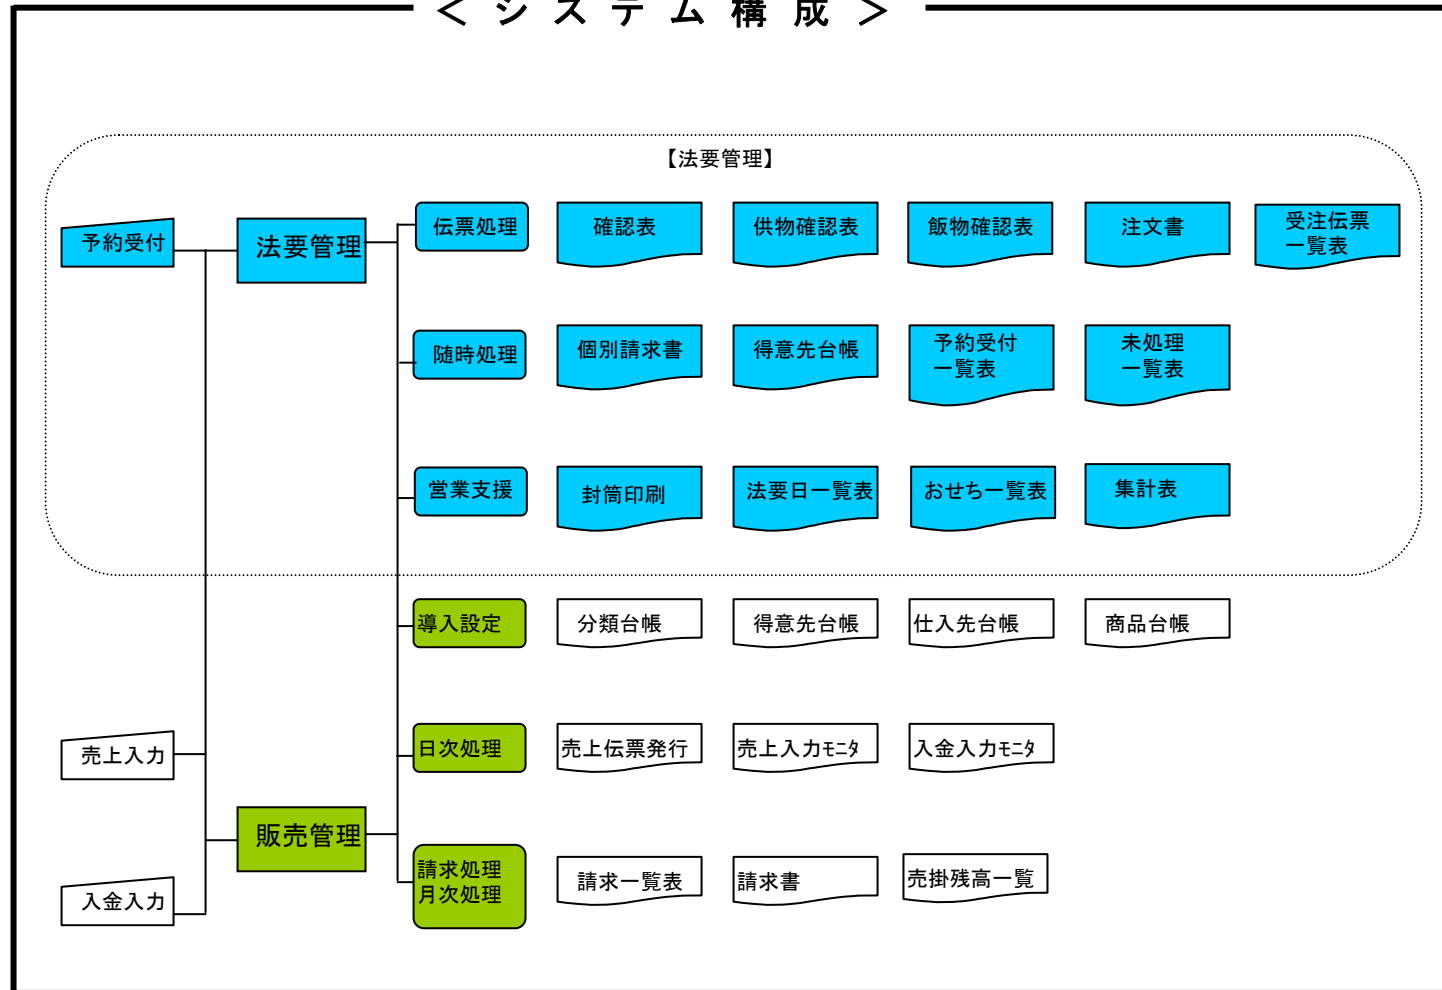 ＜システム構成＞
【法要管理】
予約受付
法要管理
伝票処理
確認表
供物確認表
飯物確認表
注文書
受注伝票
一覧表
随時処理
個別請求書
得意先台帳
予約受付
一覧表
未処理
一覧表
営業支援
封筒印刷
法要日一覧表
おせち一覧表
集計表
導入設定
分類台帳
得意先台帳
仕入先台帳
商品台帳
売上入力
日次処理
売上伝票発行
売上入力ﾓﾆﾀ
入金入力ﾓﾆﾀ
販売管理
入金入力
請求処理
月次処理
請求一覧表
請求書
売掛残高一覧